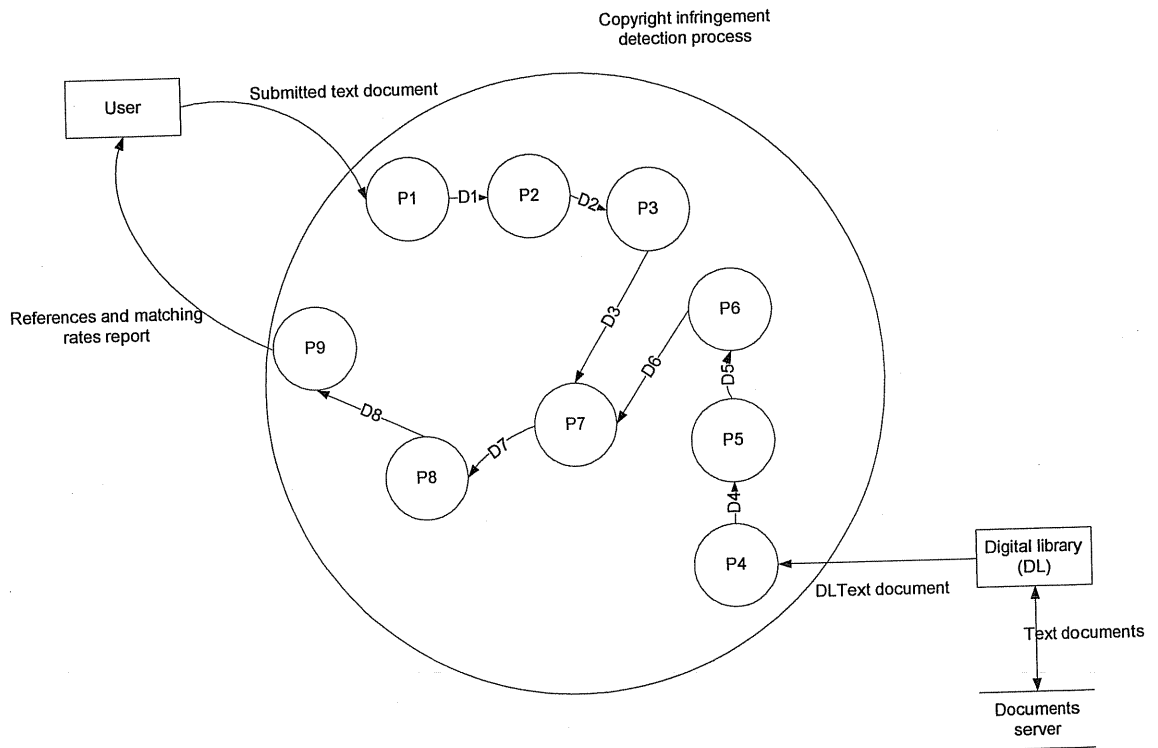 Copyright infringement
detection process
User
Submitted text document
P1
D1
P2
D2
P3
D3
P6
D6
D5
References and matching
rates report
P9
D8
P7
D7
P5
P8
D4
P4
Digital library
(DL)
DLText document
Text documents
Documents
server